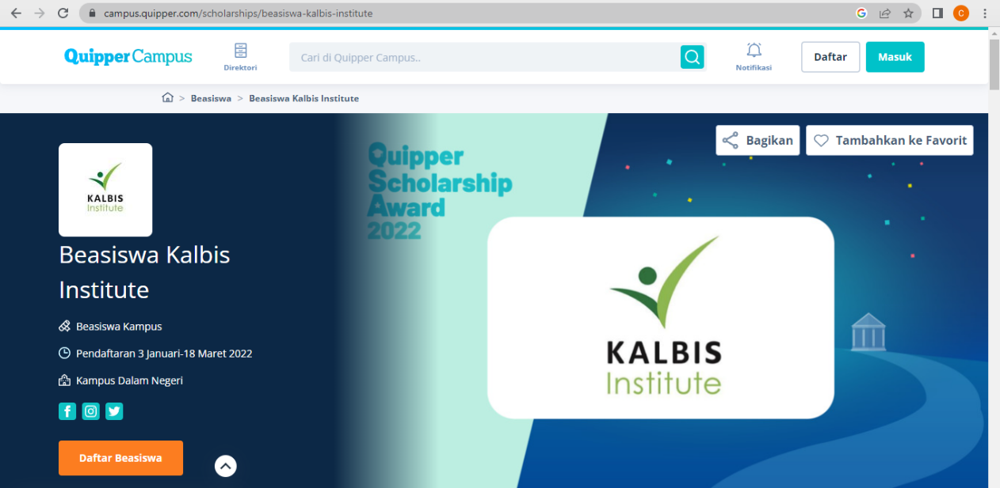 campus.quipper.com/scholarships/beasiswa-kalbis-institute
C
Quipper Campus
Direktori
Cari di Quipper Campus..
Notifikasi
Daftar
Masuk
> Beasiswa > Beasiswa Kalbis Institute
Bagikan
Tambahkan ke Favorit
KALBIS
Institute
Beasiswa Kalbis
Institute
Beasiswa Kampus
Pendaftaran 3 Januari-18 Maret 2022
Kampus Dalam Negeri
Daftar Beasiswa
Quipper
Scholarship
Award
2022
KALBIS
Institute